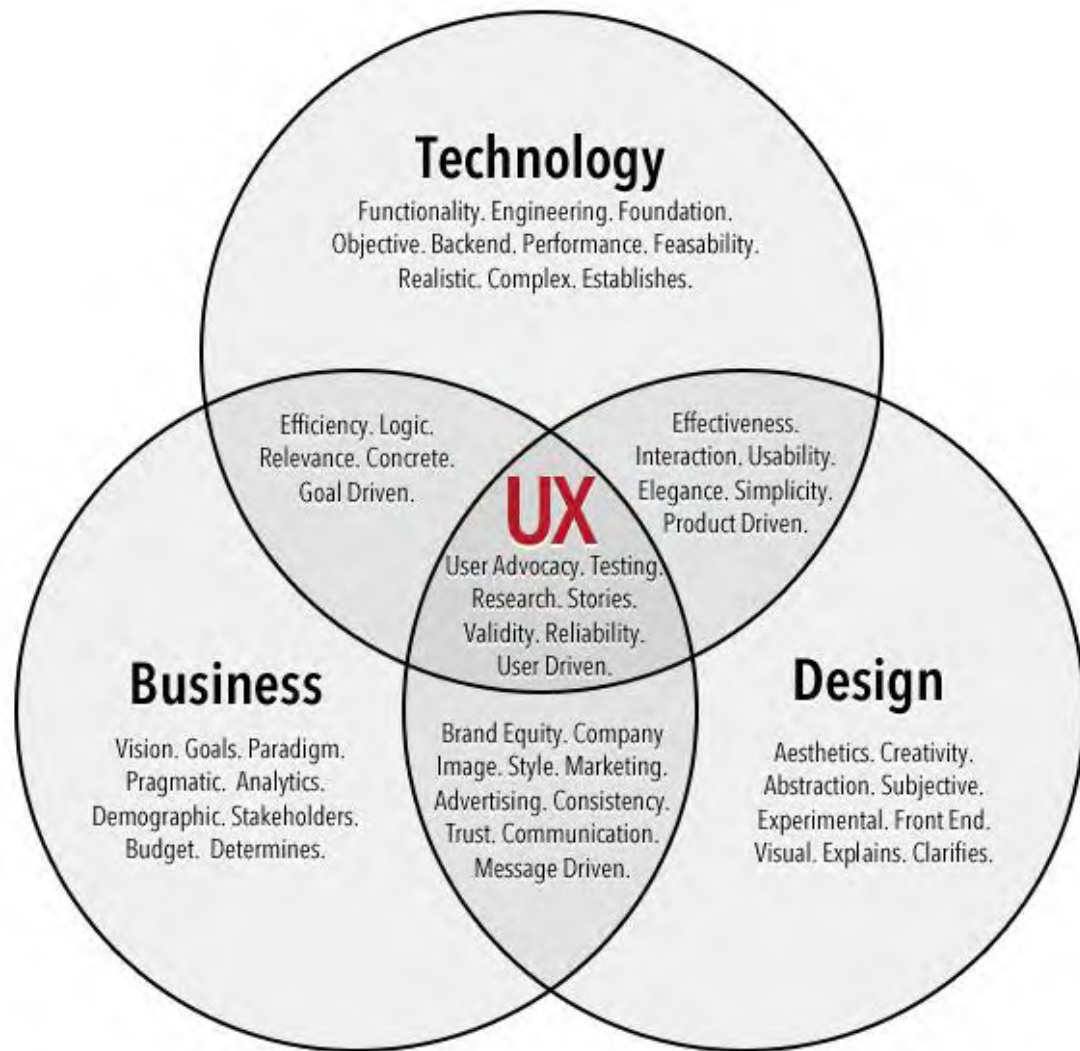 Technology
Functionality. Engineering. Foundation.
Objective. Backend. Performance. Feasability.
Realistic. Complex. Establishes.
Efficiency. Logic.
Relevance. Concrete.
Goal Driven.
Effectiveness.
Interaction. Usability.
Elegance. Simplicity.
Product Driven.
UX
User Advocacy. Testing.
Research. Stories.
Validity. Reliability.
User Driven.
Business
Vision. Goals. Paradigm.
Pragmatic. Analytics.
Demographic. Stakeholders.
Budget. Determines.
Brand Equity. Company
Image. Style. Marketing.
Advertising. Consistency.
Trust. Communication.
Message Driven.
Design
Aesthetics. Creativity.
Abstraction. Subjective.
Experimental. Front End.
Visual. Explains. Clarifies.